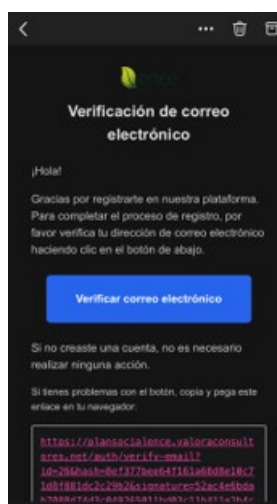 Verificación de correo
electrónico
¡Hola!
Gracias por registrarte en nuestra plataforma.
Para completar el proceso de registro, por
favor verifica tu dirección de correo electrónico
haciendo clic en el botón de abajo.
Verificar correo electrónico
Si no creaste una cuenta, no es necesario
realizar ninguna acción.
Si tienes problemas con el botón, copia y pega este
enlace en tu navegador:
https://plansocialence.valoraconsult
ores.net/auth/verify-email?